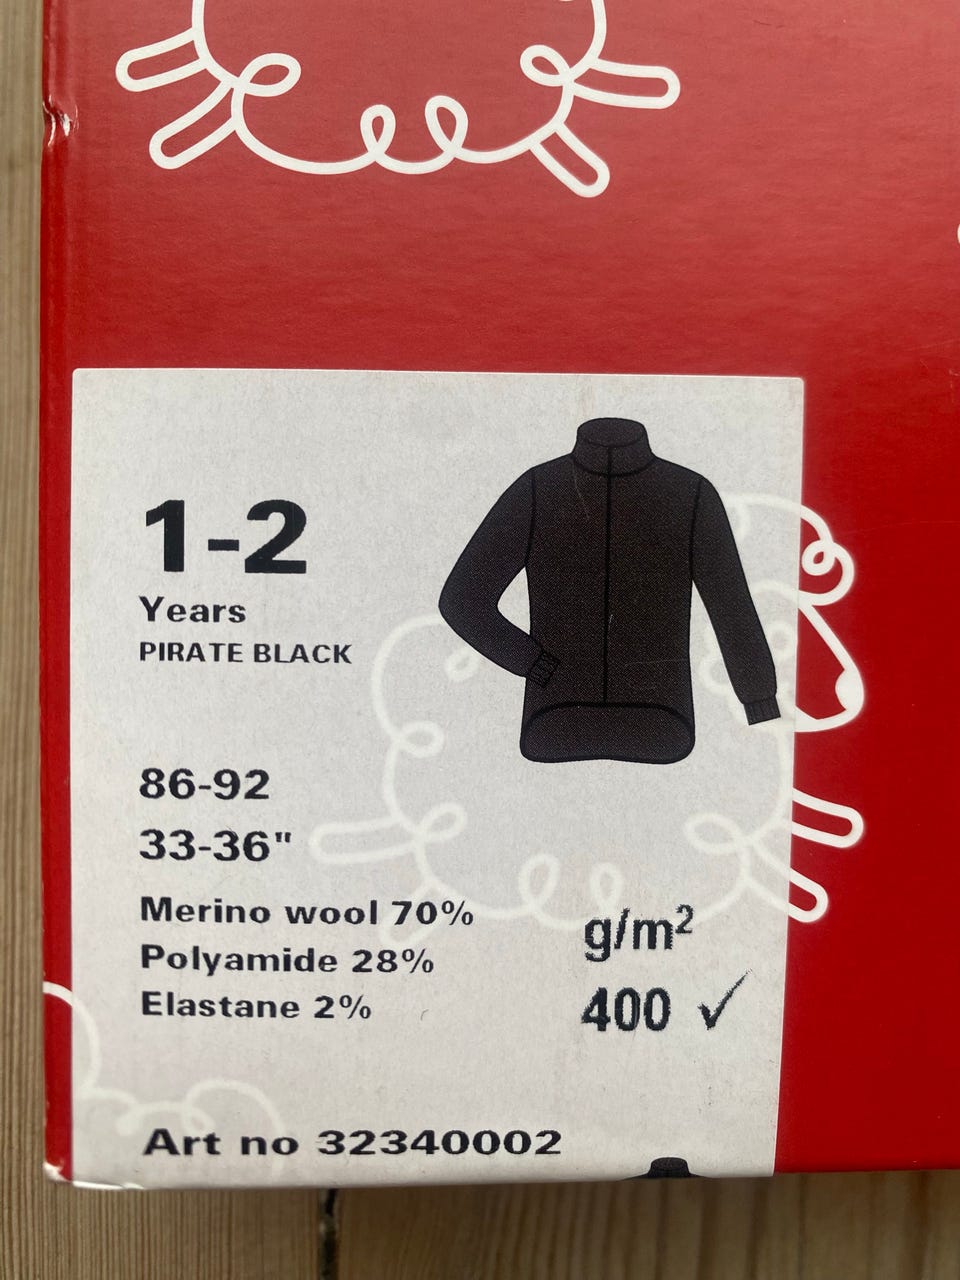 1-2
Years
PIRATE BLACK
86-92
33-36"
Merino wool 70%
Polyamide 28%
Elastane 2%
g/m²
400 ✓
Art no 32340002